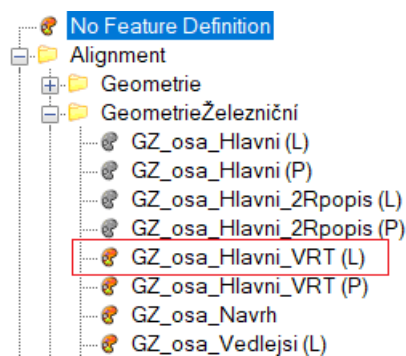 No Feature Definition
Alignment
Geometrie
GeometrieŽelezniční
GZ_osa_Hlavni (L)
GZ_osa_Hlavni (P)
GZ_osa_Hlavni_2Rpopis (L)
GZ_osa_Hlavni_2Rpopis (P)
GZ_osa_Hlavni_VRT (L)
GZ_osa_Hlavni_VRT (P)
GZ_osa_Navrh
GZ_osa_Vedlejsi (L)